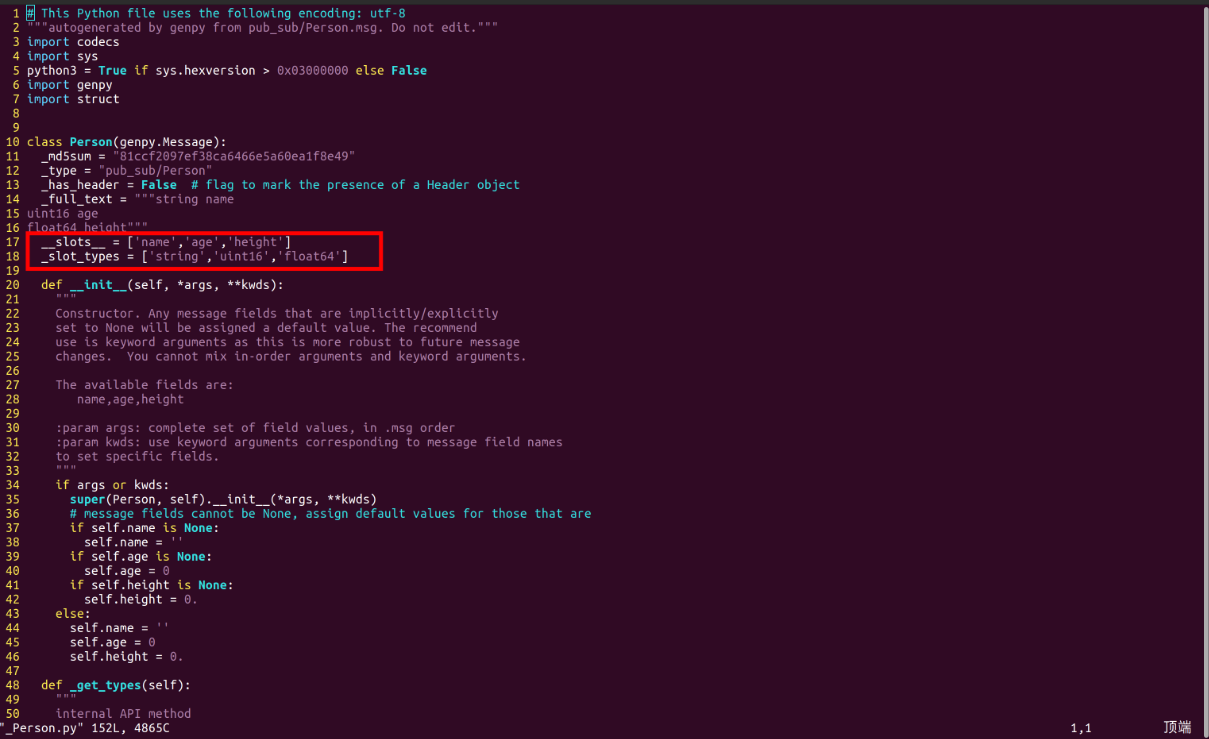 1 # This Python file uses the following encoding: utf-8
2 """autogenerated by genpy from pub_sub/Person.msg. Do not edit."""
3 import codecs
4 import sys
5 python3 = True if sys.hexversion > 0x03000000 else False
6 import genpy
7 import struct
8
9
10 class Person(genpy.Message):
11   _md5sum = "81ccf2097ef38ca6466e5a60ea1f8e49"
12   _type = "pub_sub/Person"
13   _has_header = False  # flag to mark the presence of a Header object
14   _full_text = """string name
15 uint16 age
16 float64 height"""
17   __slots__ = ['name','age','height']
18   _slot_types = ['string','uint16','float64']
19
20   def __init__(self, *args, **kwds):
21     """
22     Constructor. Any message fields that are implicitly/explicitly
23     set to None will be assigned a default value. The recommend
24     use is keyword arguments as this is more robust to future message
25     changes.  You cannot mix in-order arguments and keyword arguments.
26
27     The available fields are:
28        name,age,height
29
30     :param args: complete set of field values, in .msg order
31     :param kwds: use keyword arguments corresponding to message field names
32     to set specific fields.
33     """
34     if args or kwds:
35       super(Person, self).__init__(*args, **kwds)
36       # message fields cannot be None, assign default values for those that are
37       if self.name is None:
38         self.name = ''
39       if self.age is None:
40         self.age = 0
41       if self.height is None:
42         self.height = 0.
43     else:
44       self.name = ''
45       self.age = 0
46       self.height = 0.
47
48   def _get_types(self):
49     """
50     internal API method
"_Person.py" 152L, 4865C 1,1 顶端